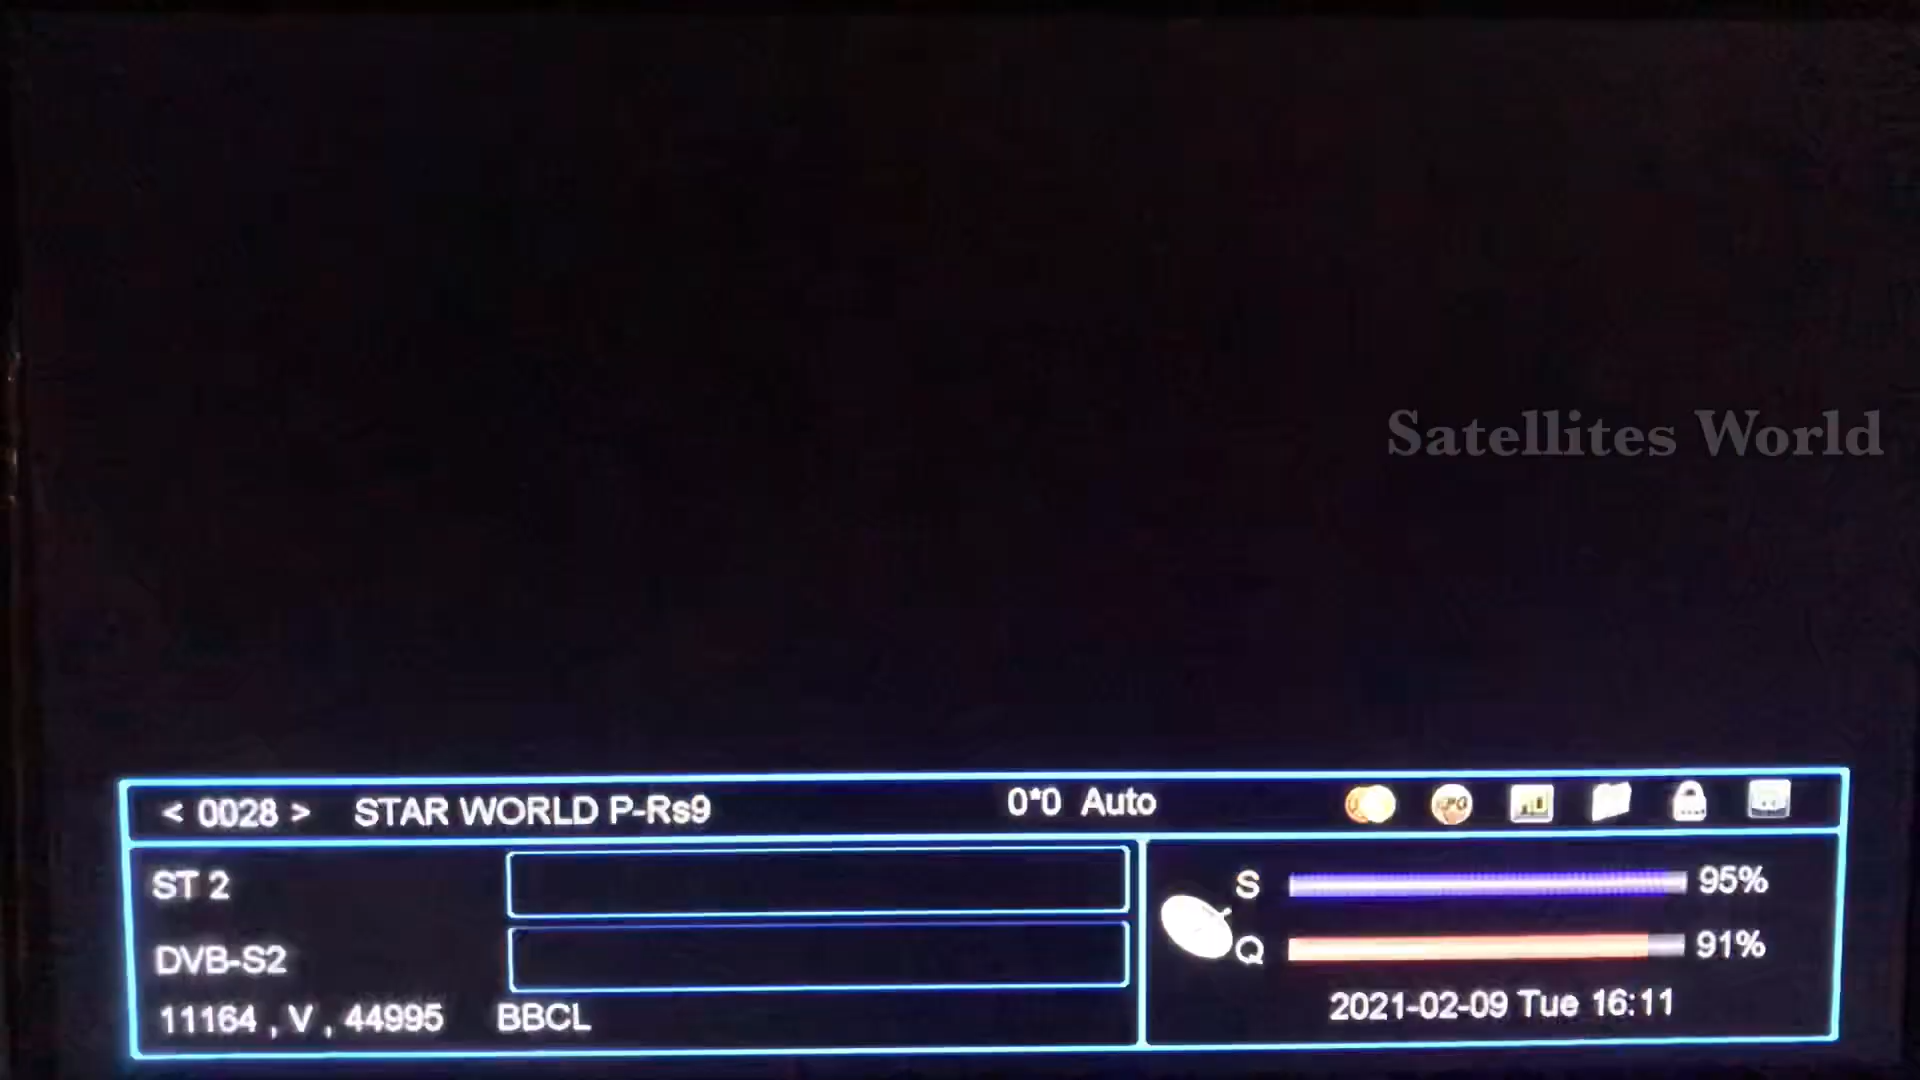 Satellites World
< 0028 > STAR WORLD P-Rs9 0*0 Auto
ST 2
S 95%
DVB-S2
Q 91%
11164 , V , 44995 BBCL
2021-02-09 Tue 16:11